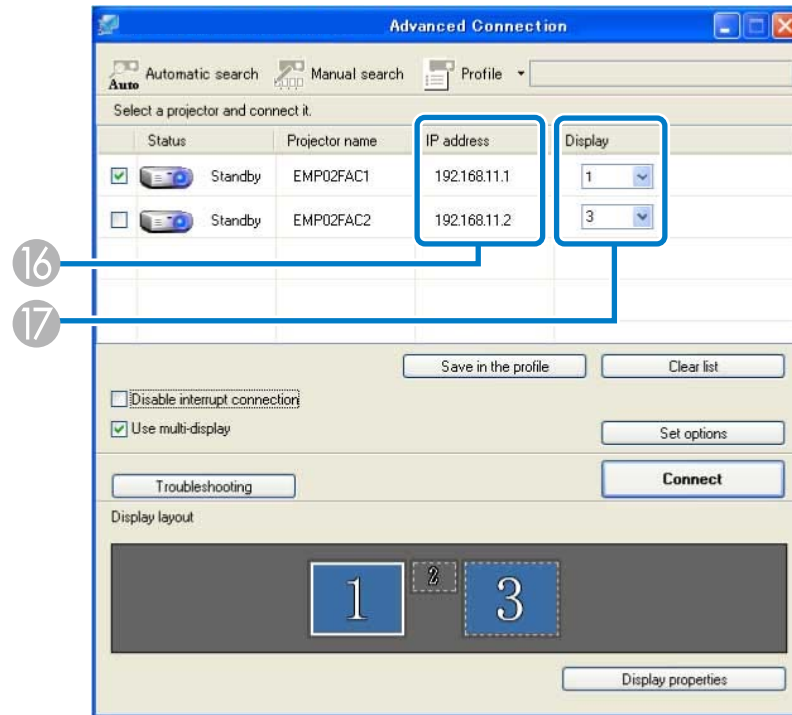 Advanced Connection
Auto Automatic search Manual search Profile
Select a projector and connect it.
Status Projector name IP address Display
Standby EMP02FAC1 192.168.11.1 1
Standby EMP02FAC2 192.168.11.2 3
16
17
Save in the profile Clear list
Disable interrupt connection
Use multi-display
Set options
Troubleshooting Connect
Display layout
1 2 3
Display properties